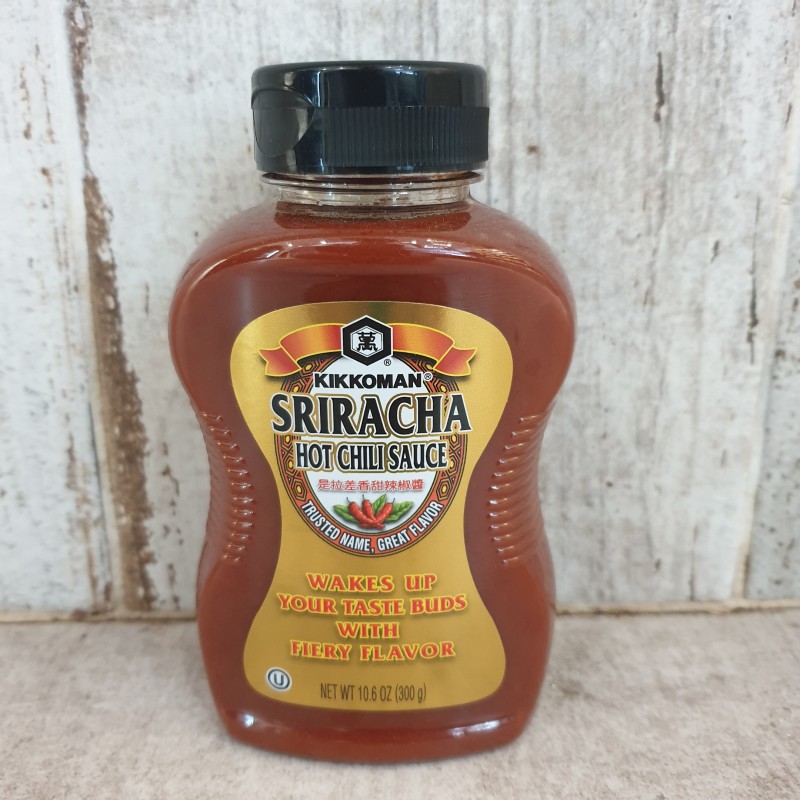 萬
®
KIKKOMAN®
SRIRACHA
HOT CHILI SAUCE
是拉差香甜辣椒醬
TRUSTED NAME, GREAT FLAVOR
WAKES UP
YOUR TASTE BUDS
WITH
FIERY FLAVOR
U
NET WT 10.6 OZ (300 g)